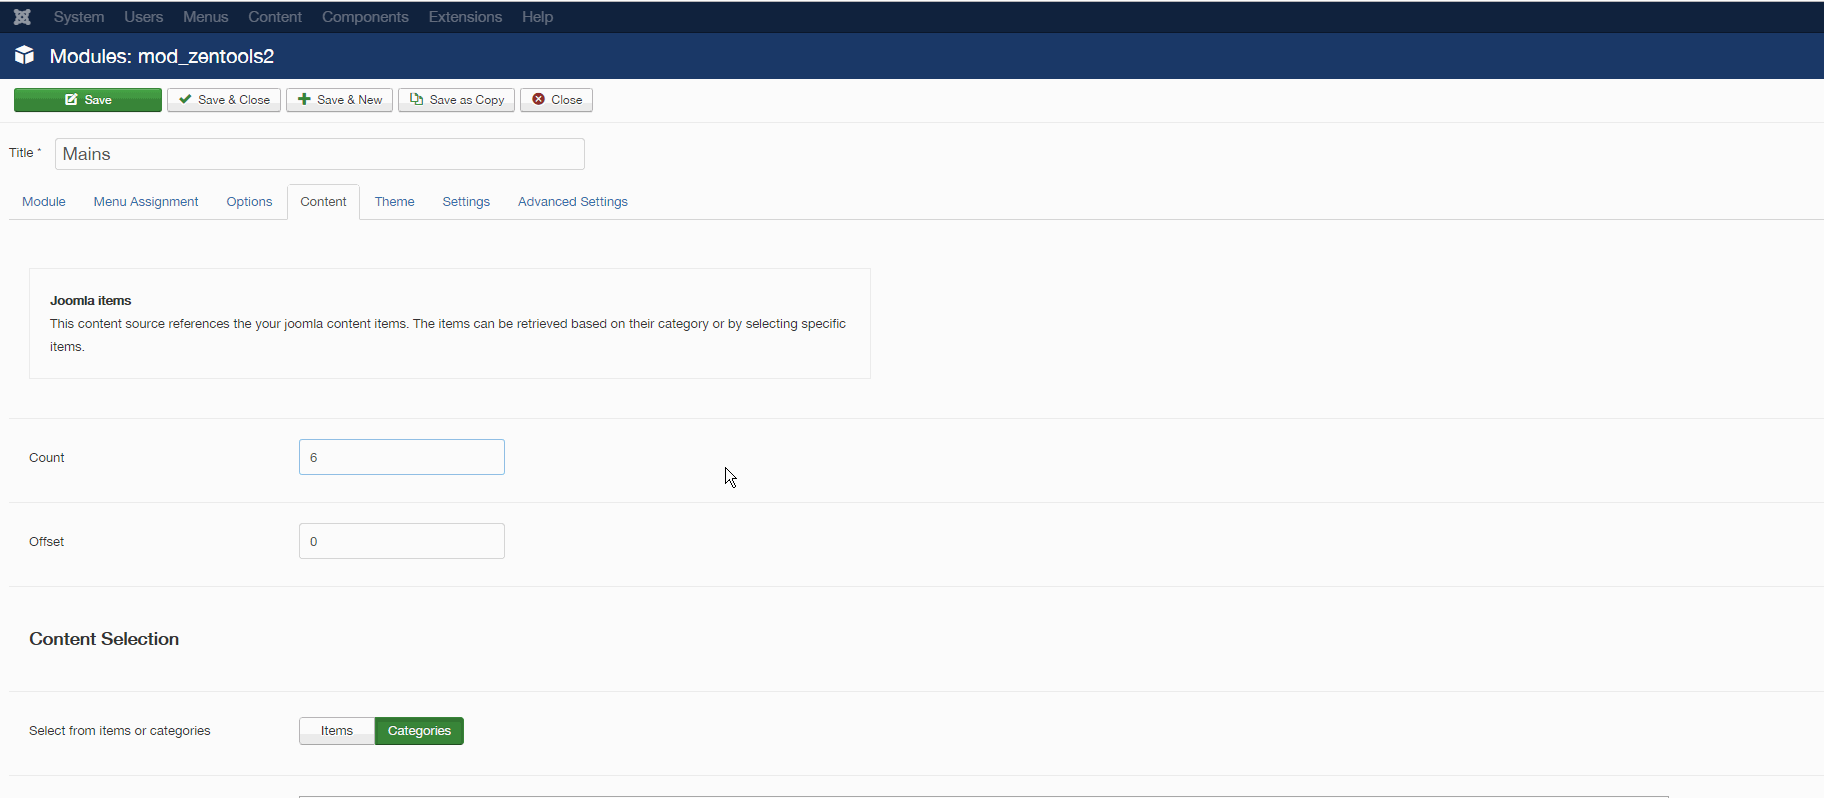 System Users Menus Content Components Extensions Help
Modules: mod_zentools2
Save Save & Close Save & New Save as Copy Close
Title * Mains
Module Menu Assignment Options Content Theme Settings Advanced Settings
Joomla items
This content source references the your joomla content items. The items can be retrieved based on their category or by selecting specific
items.
Count 6
Offset 0
Content Selection
Select from items or categories Items Categories